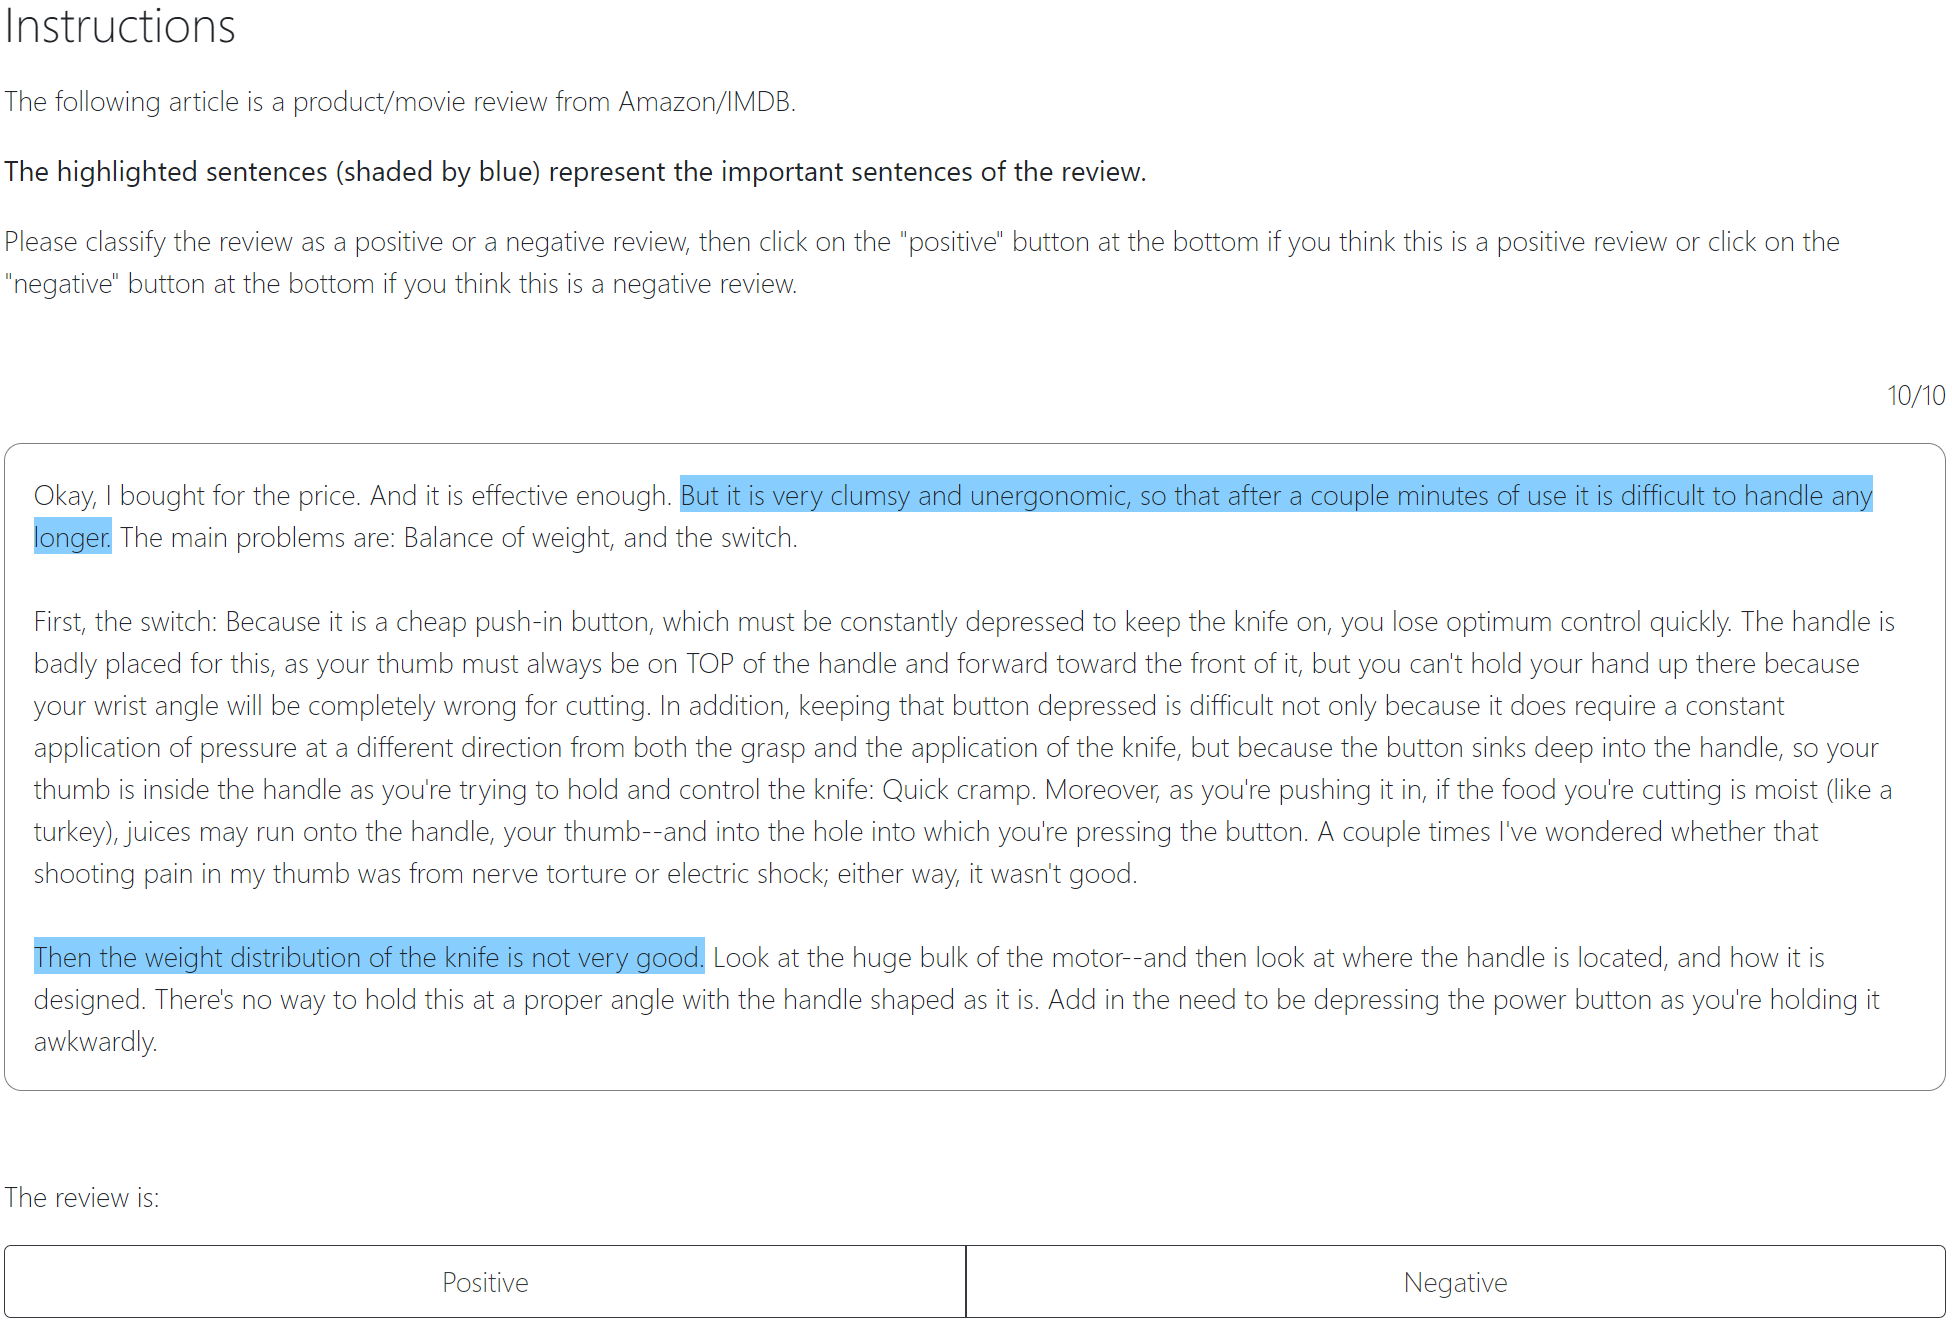 Instructions
The following article is a product/movie review from Amazon/IMDB.
The highlighted sentences (shaded by blue) represent the important sentences of the review.
Please classify the review as a positive or a negative review, then click on the "positive" button at the bottom if you think this is a positive review or click on the
"negative" button at the bottom if you think this is a negative review.
10/10
Okay, I bought for the price. And it is effective enough. But it is very clumsy and unergonomic, so that after a couple minutes of use it is difficult to handle any
longer. The main problems are: Balance of weight, and the switch.
First, the switch: Because it is a cheap push-in button, which must be constantly depressed to keep the knife on, you lose optimum control quickly. The handle is
badly placed for this, as your thumb must always be on TOP of the handle and forward toward the front of it, but you can't hold your hand up there because
your wrist angle will be completely wrong for cutting. In addition, keeping that button depressed is difficult not only because it does require a constant
application of pressure at a different direction from both the grasp and the application of the knife, but because the button sinks deep into the handle, so your
thumb is inside the handle as you're trying to hold and control the knife: Quick cramp. Moreover, as you're pushing it in, if the food you're cutting is moist (like a
turkey), juices may run onto the handle, your thumb--and into the hole into which you're pressing the button. A couple times I've wondered whether that
shooting pain in my thumb was from nerve torture or electric shock; either way, it wasn't good.
Then the weight distribution of the knife is not very good. Look at the huge bulk of the motor--and then look at where the handle is located, and how it is
designed. There's no way to hold this at a proper angle with the handle shaped as it is. Add in the need to be depressing the power button as you're holding it
awkwardly.
The review is:
Positive
Negative